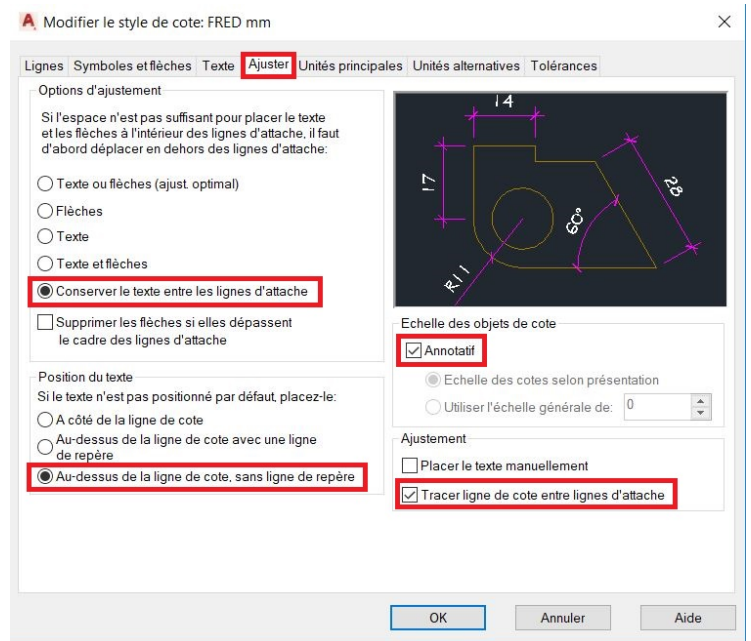 Modifier le style de cote: FRED mm
Lignes Symboles et flèches Texte Ajuster Unités principales Unités alternatives Tolérances
Options d'ajustement
Si l'espace n'est pas suffisant pour placer le texte
et les flèches à l'intérieur des lignes d'attache, il faut
d'abord déplacer en dehors des lignes d'attache:
Texte ou flèches (ajust. optimal)
Flèches
Texte
Texte et flèches
Conserver le texte entre les lignes d'attache
Supprimer les flèches si elles dépassent
le cadre des lignes d'attache
Position du texte
Si le texte n'est pas positionné par défaut, placez-le:
A côté de la ligne de cote
Au-dessus de la ligne de cote avec une ligne
de repère
Au-dessus de la ligne de cote, sans ligne de repère
14
17
28
60°
R11
Echelle des objets de cote
Annotatif
Echelle des cotes selon présentation
Utiliser l'échelle générale de: 0
Ajustement
Placer le texte manuellement
Tracer ligne de cote entre lignes d'attache
OK Annuler Aide